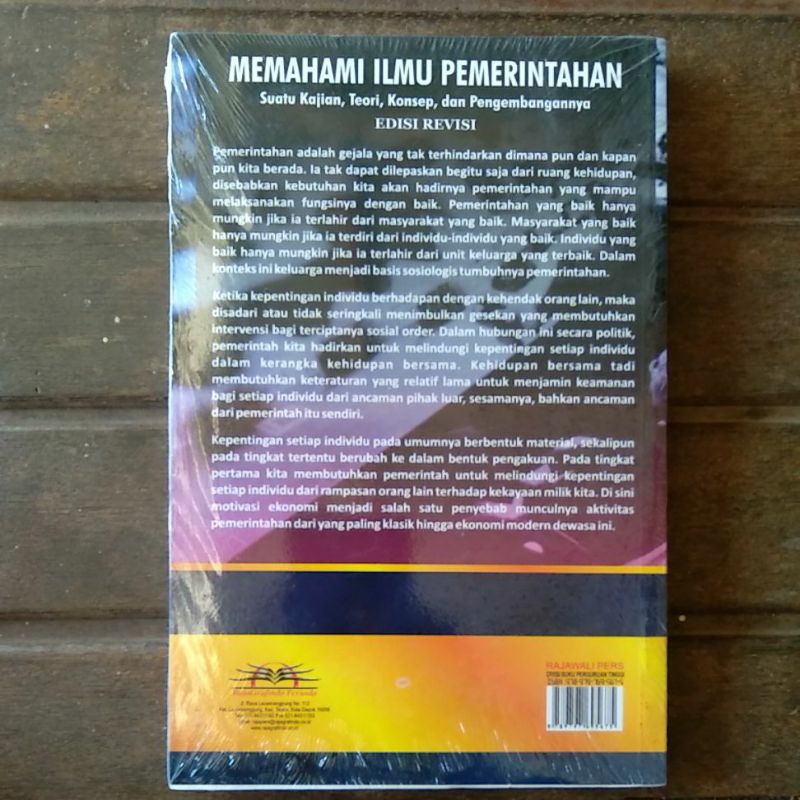 MEMAHAMI ILMU PEMERINTAHAN
Suatu Kajian, Teori, Konsep, dan Pengembangannya
EDISI REVISI
Pemerintahan adalah gejala yang tak terhindarkan dimana pun dan kapan
pun kita berada. Ia tak dapat dilepaskan begitu saja dari ruang kehidupan,
disebabkan kebutuhan kita akan hadirnya pemerintahan yang mampu
melaksanakan fungsinya dengan baik. Pemerintahan yang baik hanya
mungkin jika ia terlahir dari masyarakat yang baik. Masyarakat yang baik
hanya mungkin jika ia terdiri dari individu-individu yang baik. Individu yang
baik hanya mungkin jika ia terlahir dari unit keluarga yang terbaik. Dalam
konteks ini keluarga menjadi basis sosiologis tumbuhnya pemerintahan.
Ketika kepentingan individu berhadapan dengan kehendak orang lain, maka
disadari atau tidak seringkali menimbulkan gesekan yang membutuhkan
intervensi bagi terciptanya sosial order. Dalam hubungan ini secara politik,
pemerintah kita hadirkan untuk melindungi kepentingan setiap individu
dalam kerangka kehidupan bersama. Kehidupan bersama tadi
membutuhkan keteraturan yang relatif lama untuk menjamin keamanan
bagi setiap individu dari ancaman pihak luar, sesamanya, bahkan ancaman
dari pemerintah itu sendiri.
Kepentingan setiap individu pada umumnya berbentuk material, sekalipun
pada tingkat tertentu berubah ke dalam bentuk pengakuan. Pada tingkat
pertama kita membutuhkan pemerintah untuk melindungi kepentingan
setiap individu dari rampasan orang lain terhadap kekayaan milik kita. Di sini
motivasi ekonomi menjadi salah satu penyebab munculnya aktivitas
pemerintahan dari yang paling klasik hingga ekonomi modern dewasa ini.
RajaGrafindo Persada
Jl. Raya Leuwinanggung No. 112
RAJAWALI PERS
DIVISI BUKU PERGURUAN TINGGI